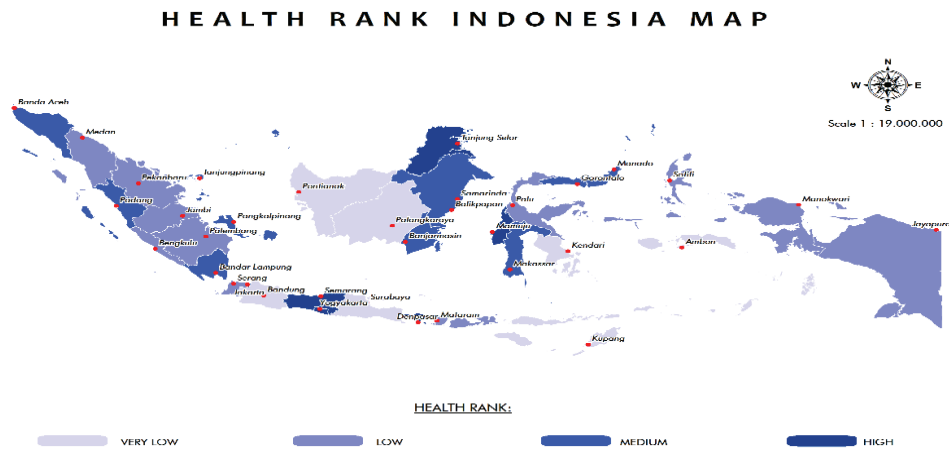 HEALTH RANK INDONESIA MAP
N
W E
S
Scale 1 : 19.000.000
Banda Aceh
Medan
Tanjung Selor
Manado
Tanjungpinang
Pekanbaru
Gorontalo
Sofifi
Pontianak
Samarinda
Padang
Balikpapan
Palu
Manokwari
Jambi
Pangkalpinang
Palangkaraya
Mamuju
Jayapura
Palembang
Banjarmasin
Bengkulu
Kendari
Ambon
Bandar Lampung
Makassar
Serang
Jakarta
Bandung
Semarang
Surabaya
Yogyakarta
Denpasar
Mataram
Kupang
HEALTH RANK:
VERY LOW
LOW
MEDIUM
HIGH